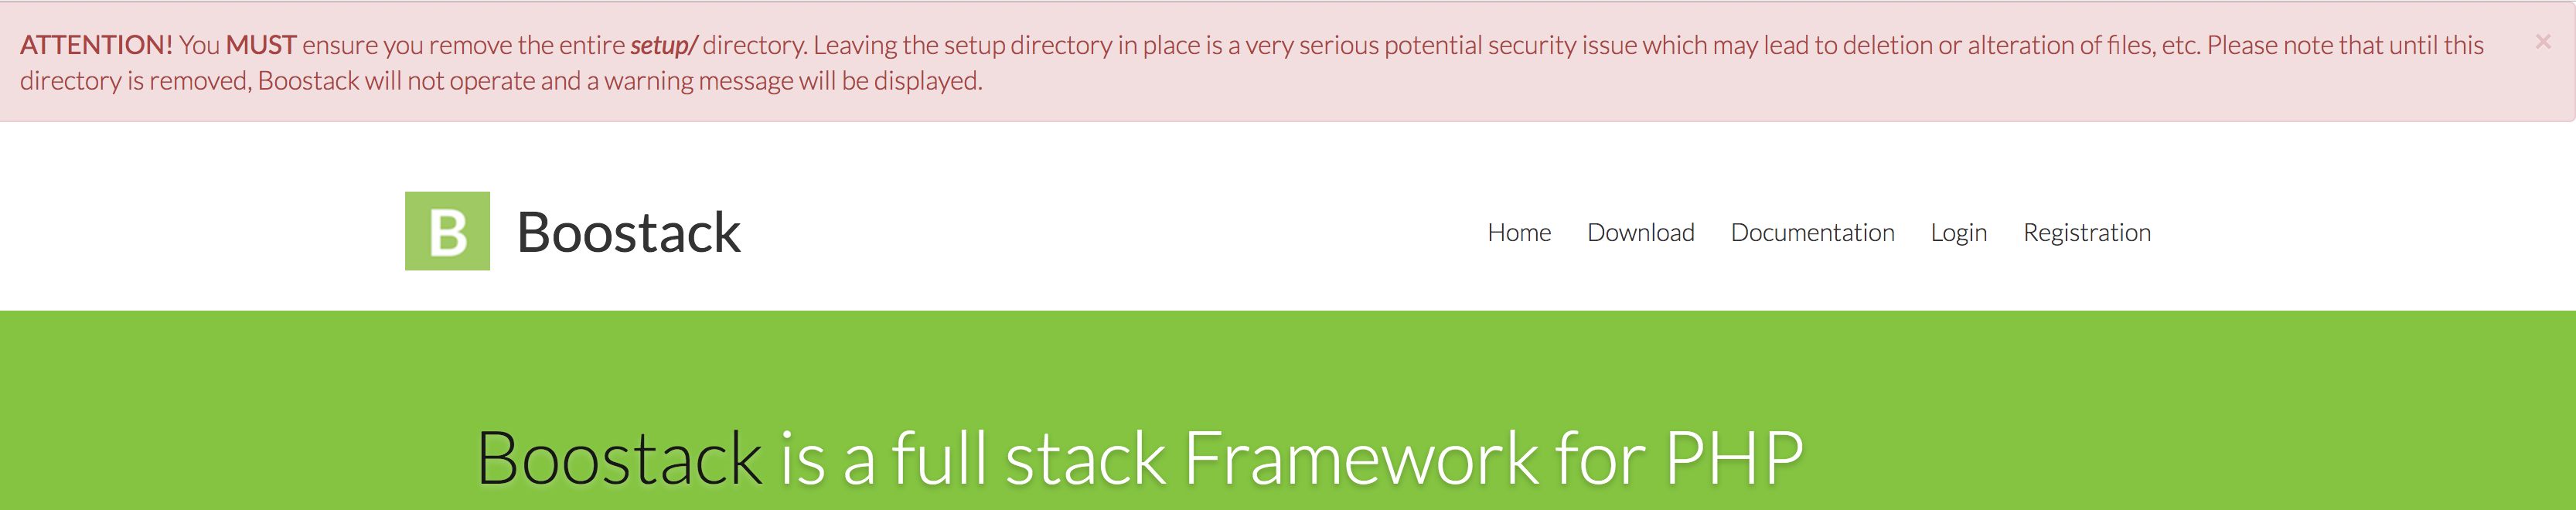 ATTENTION! You MUST ensure you remove the entire setup/ directory. Leaving the setup directory in place is a very serious potential security issue which may lead to deletion or alteration of files, etc. Please note that until this
directory is removed, Boostack will not operate and a warning message will be displayed.
×
B Boostack
Home Download Documentation Login Registration
Boostack is a full stack Framework for PHP